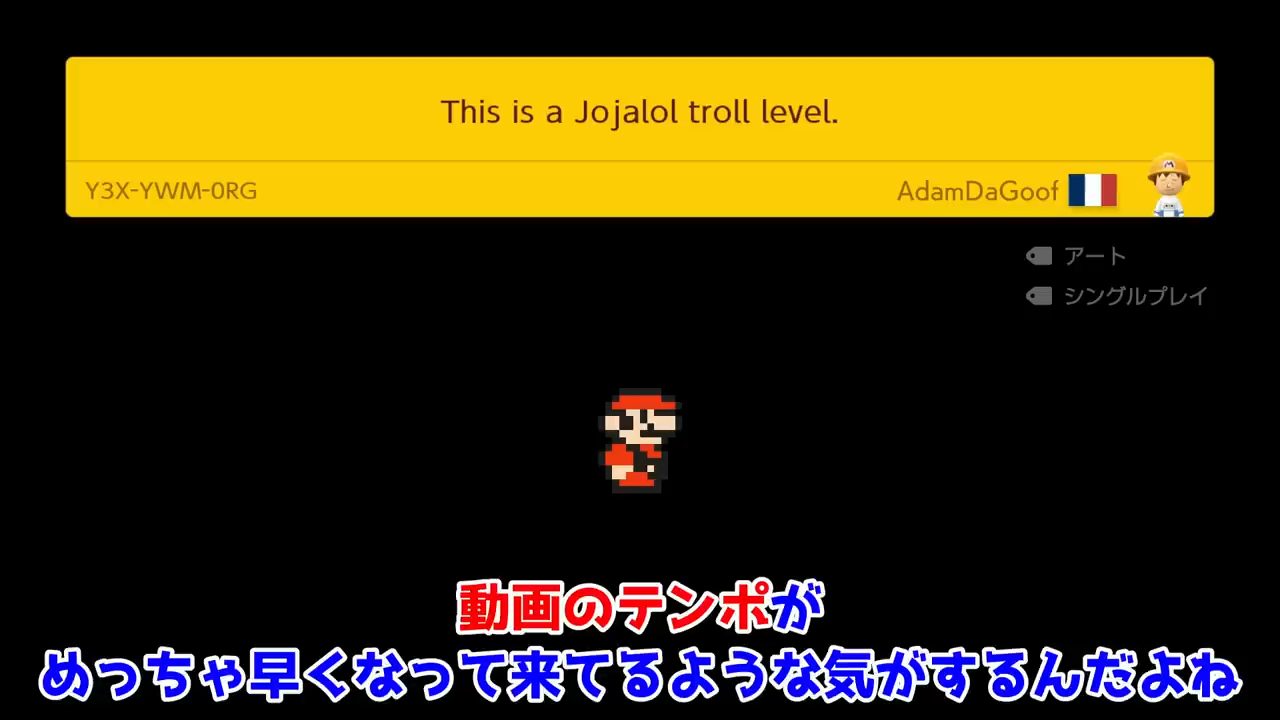 This is a Jojalol troll level.
Y3X-YWM-0RG
AdamDaGoof
アート
シングルプレイ
動画のテンポが
めっちゃ早くなって来てるような気がするんだよね